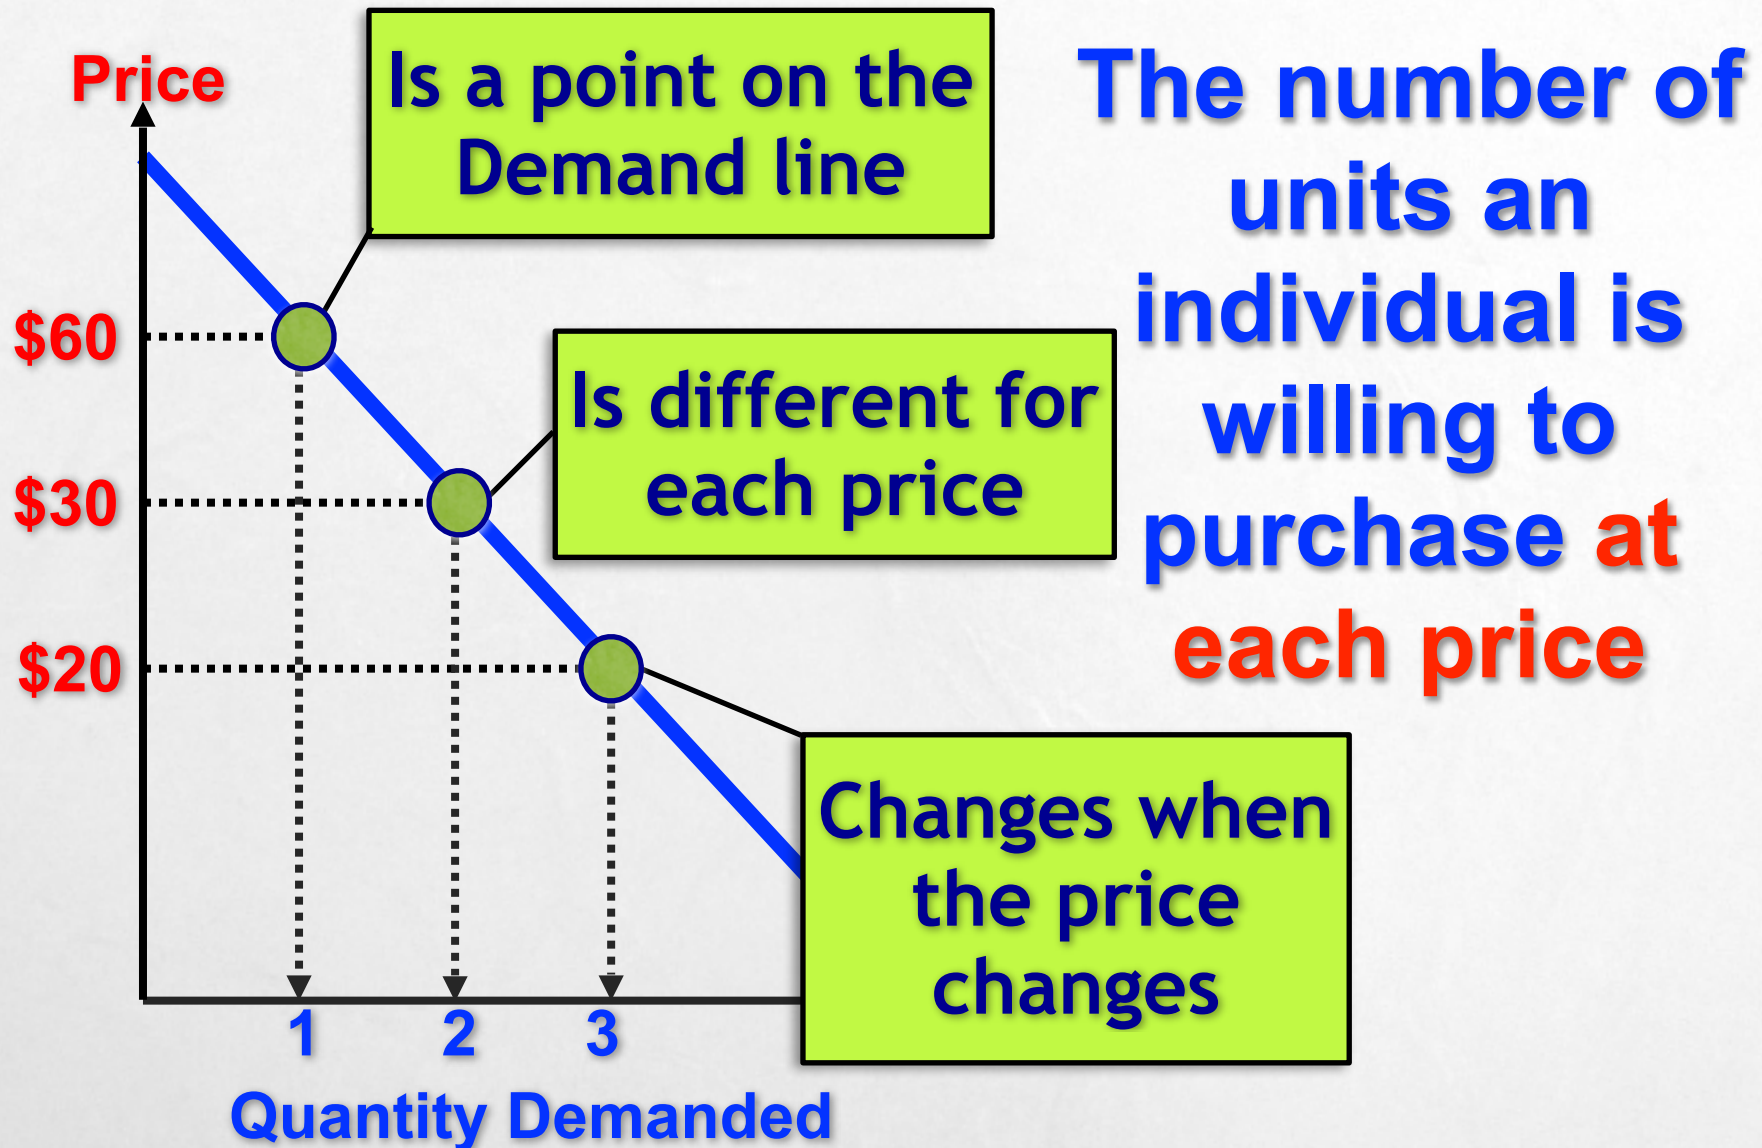 Price
Is a point on the
Demand line
The number of
units an
individual is
willing to
purchase at
each price
$60
Is different for
each price
$30
$20
Changes when
the price
changes
1 2 3
Quantity Demanded